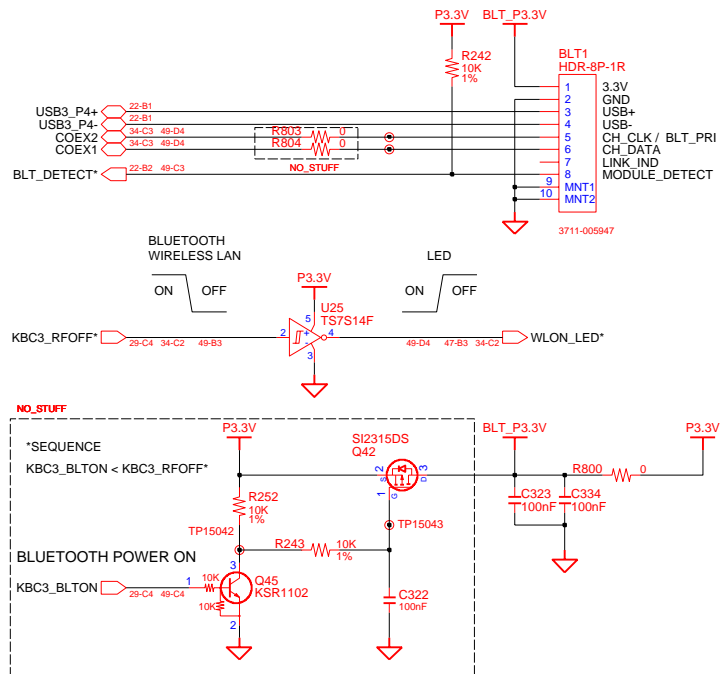 P3.3V
BLT_P3.3V
R242
10K
1%
BLT1
HDR-8P-1R
1 3.3V
2 GND
USB3_P4+ 22-B1 3 USB+
USB3_P4- 22-B1 4 USB-
COEX2 34-C3 49-D4 R803 0 5 CH_CLK / BLT_PRI
COEX1 34-C3 49-D4 R804 0 6 CH_DATA
NO_STUFF
7 LINK_IND
BLT_DETECT* 22-B2 49-C3 8 MODULE_DETECT
9 MNT1
10 MNT2
3711-005947
BLUETOOTH
WIRELESS LAN
ON OFF
LED
ON OFF
P3.3V
U25
TS7S14F
5
KBC3_RFOFF* 29-C4 34-C2 49-B3 2 + - 4 49-D4 47-B3 34-C2 WLON_LED*
3
NO_STUFF
P3.3V
*SEQUENCE
KBC3_BLTON < KBC3_RFOFF*
SI2315DS
Q42
2 S D 3
1 G
BLT_P3.3V
P3.3V
R800 0
C323
100nF
C334
100nF
R252
10K
1%
TP15042
TP15043
R243 10K
1%
BLUETOOTH POWER ON
3
KBC3_BLTON 29-C4 49-C4 1 10K
10K
Q45
KSR1102
2
C322
100nF